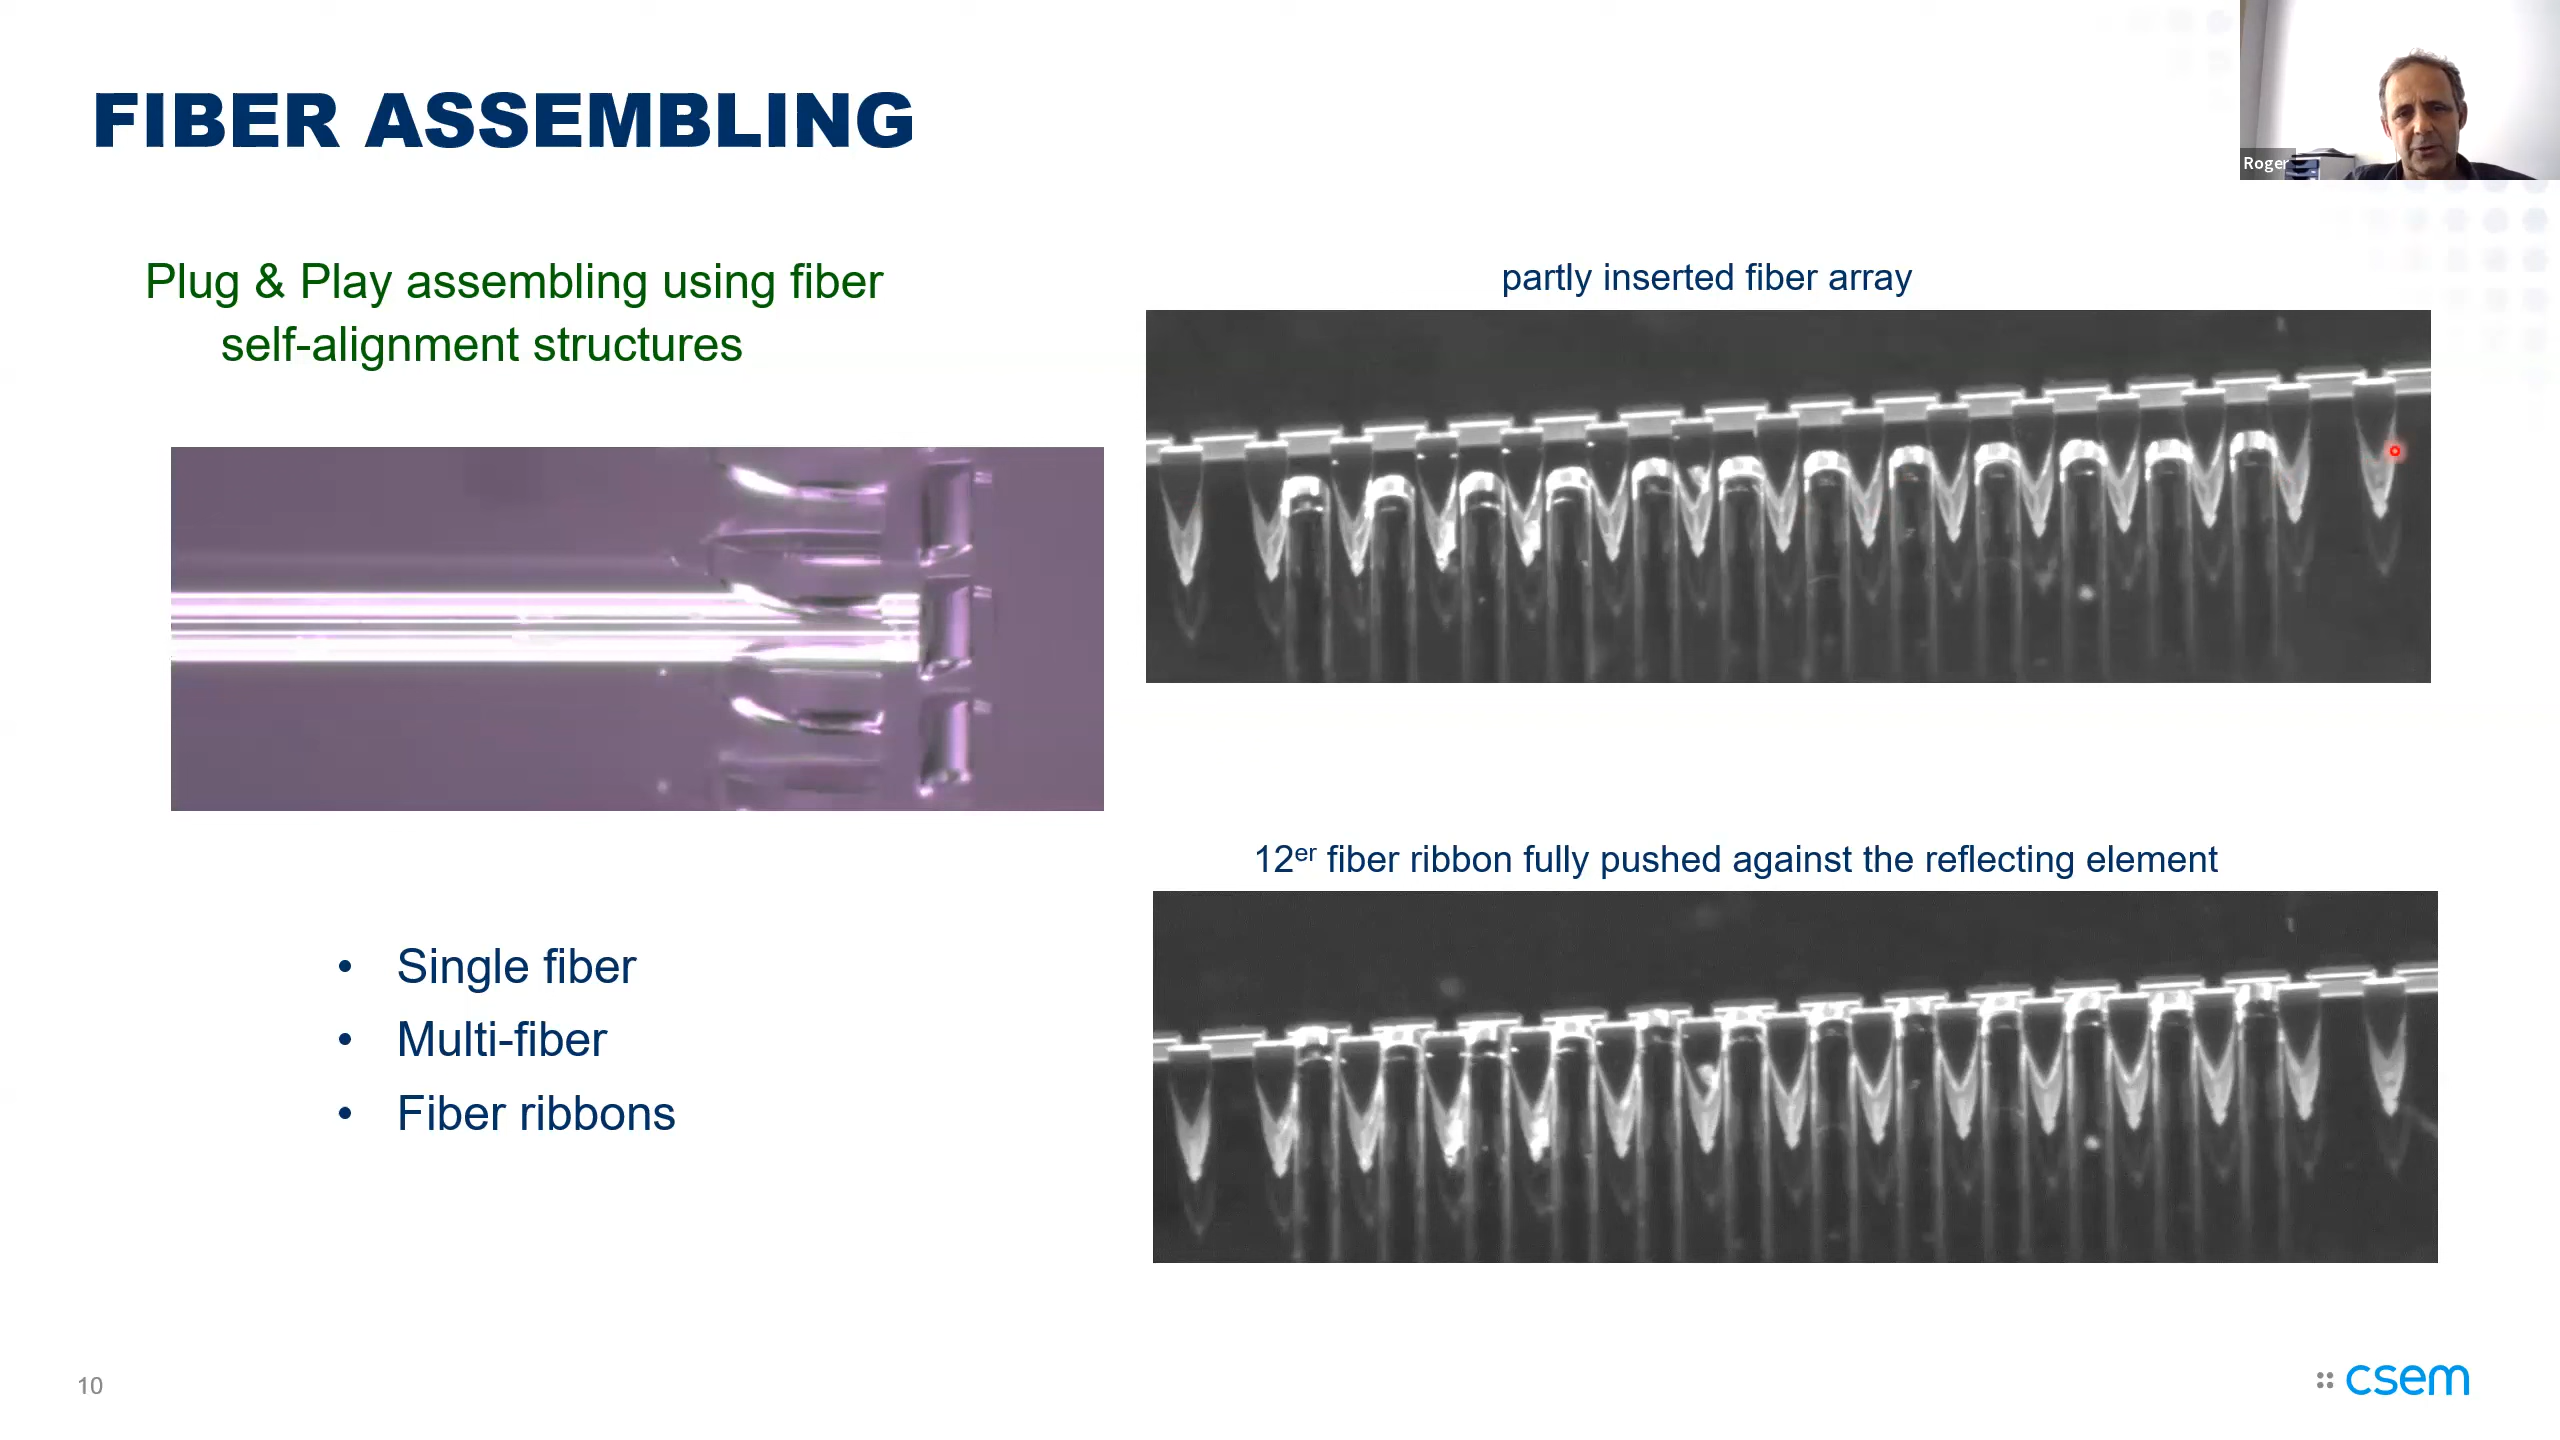 FIBER ASSEMBLING
Roger
Plug & Play assembling using fiber
self-alignment structures
partly inserted fiber array
12er fiber ribbon fully pushed against the reflecting element
• Single fiber
• Multi-fiber
• Fiber ribbons
10
csem